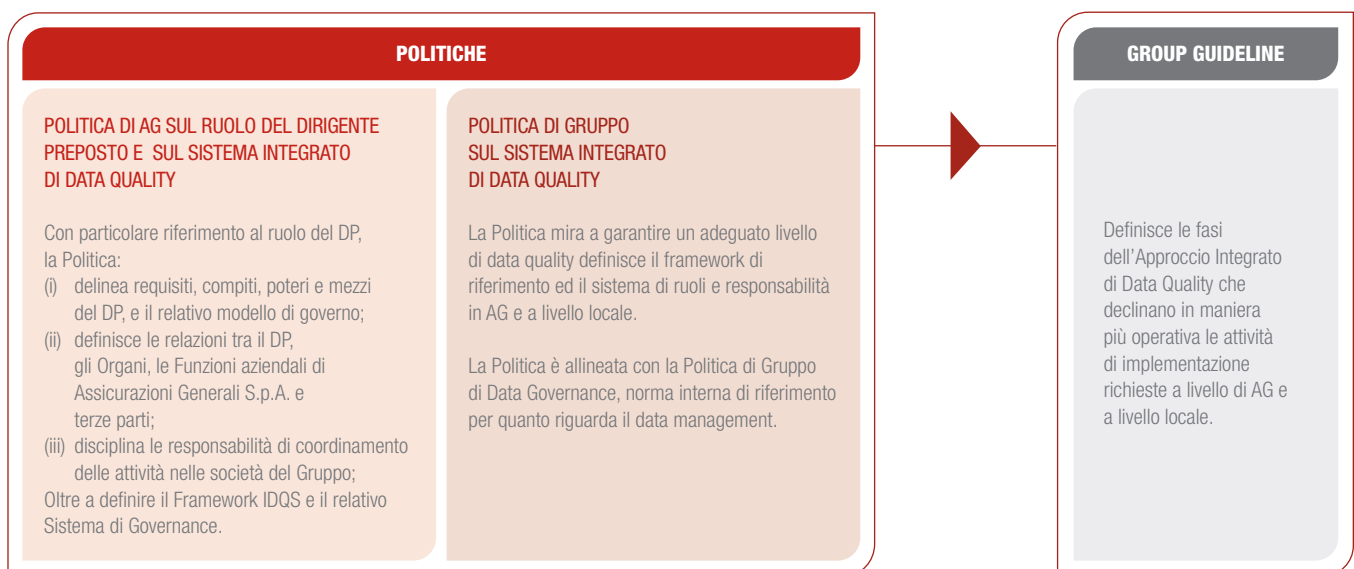 POLITICHE
POLITICA DI AG SUL RUOLO DEL DIRIGENTE
PREPOSTO E SUL SISTEMA INTEGRATO
DI DATA QUALITY
Con particolare riferimento al ruolo del DP,
la Politica:
(i) delinea requisiti, compiti, poteri e mezzi
del DP, e il relativo modello di governo;
(ii) definisce le relazioni tra il DP,
gli Organi, le Funzioni aziendali di
Assicurazioni Generali S.p.A. e
terze parti;
(iii) disciplina le responsabilità di coordinamento
delle attività nelle società del Gruppo;
Oltre a definire il Framework IDQS e il relativo
Sistema di Governance.
POLITICA DI GRUPPO
SUL SISTEMA INTEGRATO
DI DATA QUALITY
La Politica mira a garantire un adeguato livello
di data quality definisce il framework di
riferimento ed il sistema di ruoli e responsabilità
in AG e a livello locale.
La Politica è allineata con la Politica di Gruppo
di Data Governance, norma interna di riferimento
per quanto riguarda il data management.
GROUP GUIDELINE
Definisce le fasi
dell'Approccio Integrato
di Data Quality che
declinano in maniera
più operativa le attività
di implementazione
richieste a livello di AG e
a livello locale.